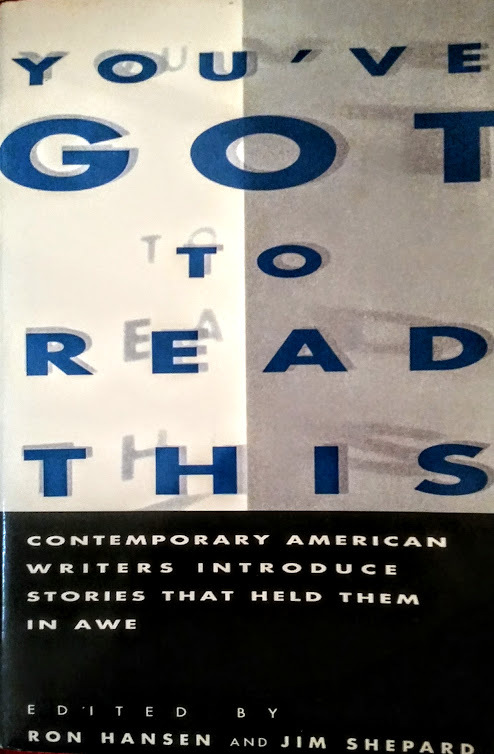 YOU'VE
GOT
TO
READ
THIS
CONTEMPORARY AMERICAN
WRITERS INTRODUCE
STORIES THAT HELD THEM
IN AWE
EDITED BY
RON HANSEN AND JIM SHEPARD